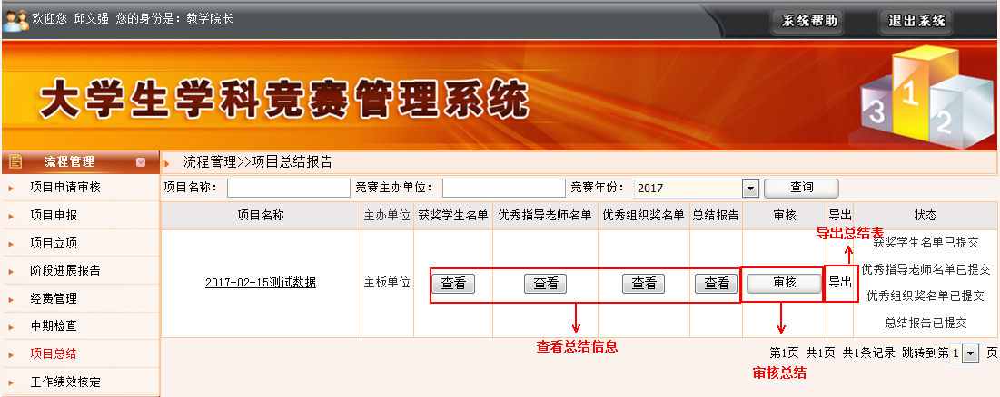 欢迎您 邱文强 您的身份是：教学院长
系统帮助
退出系统
大学生学科竞赛管理系统
1
2
3
流程管理
流程管理>>项目总结报告
项目申请审核
项目申报
项目立项
阶段进展报告
经费管理
中期检查
项目总结
工作绩效核定
项目名称： 竞赛主办单位： 竞赛年份： 2017 查询
项目名称 主办单位 获奖学生名单 优秀指导老师名单 优秀组织奖名单 总结报告 审核 导出 状态
导出总结表
2017-02-15测试数据 主板单位 查看 查看 查看 查看 审核 导出
获奖学生名单已提交
优秀指导老师名单已提交
优秀组织奖名单已提交
总结报告已提交
查看总结信息
审核总结
第1页 共1页 共1条记录 跳转到第 1 页